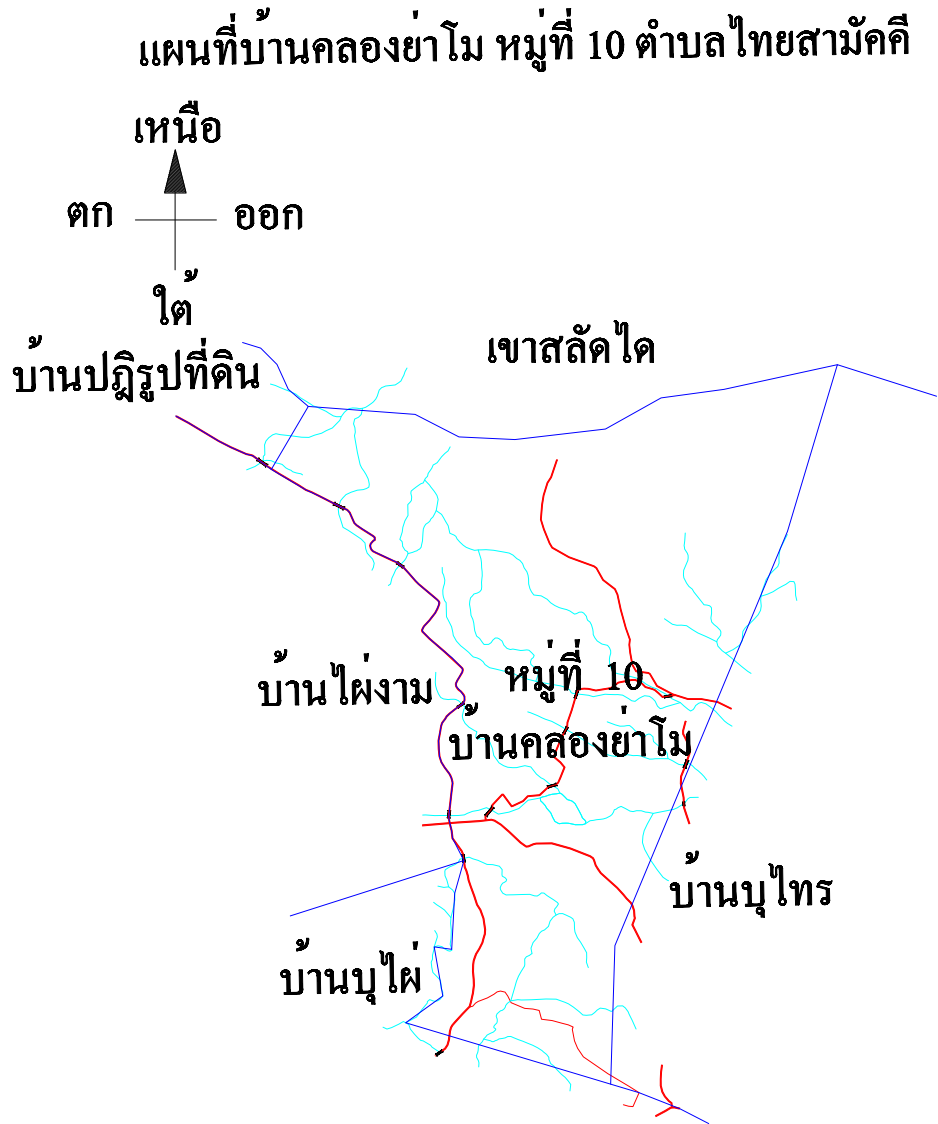 แผนที่บ้านคลองย่าโม หมู่ที่ 10 ตำบลไทยสามัคคี
เหนือ
ตก ออก
ใต้
บ้านปฎิรูปที่ดิน
เขาสลัดได
บ้านไผ่งาม
หมู่ที่ 10
บ้านคลองย่าโม
บ้านบุไทร
บ้านบุไผ่